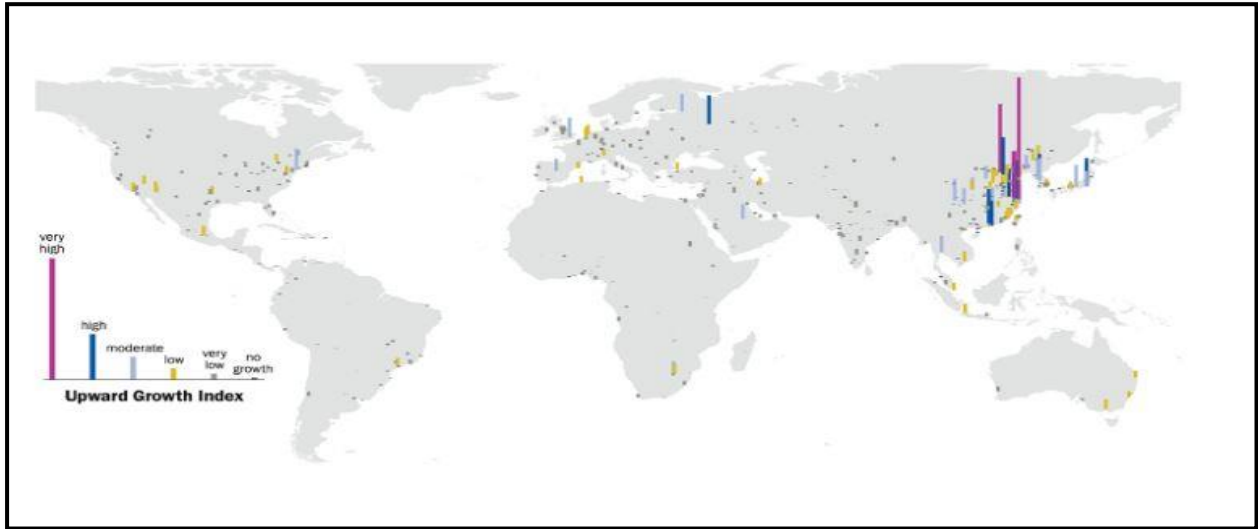 very
high
high
moderate
low
very
low
no
growth
Upward Growth Index